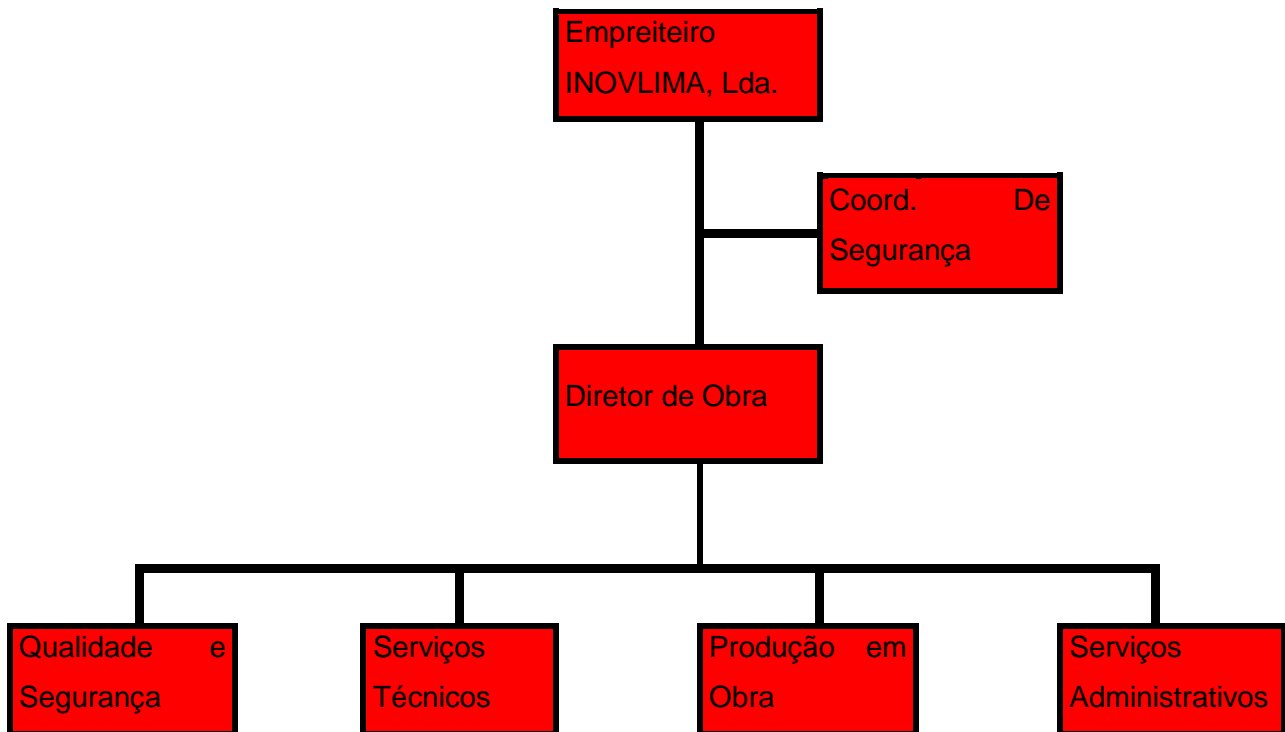 Empreiteiro
INOVLIMA, Lda.
Coord. De
Segurança
Diretor de Obra
Qualidade e
Segurança
Serviços
Técnicos
Produção em
Obra
Serviços
Administrativos